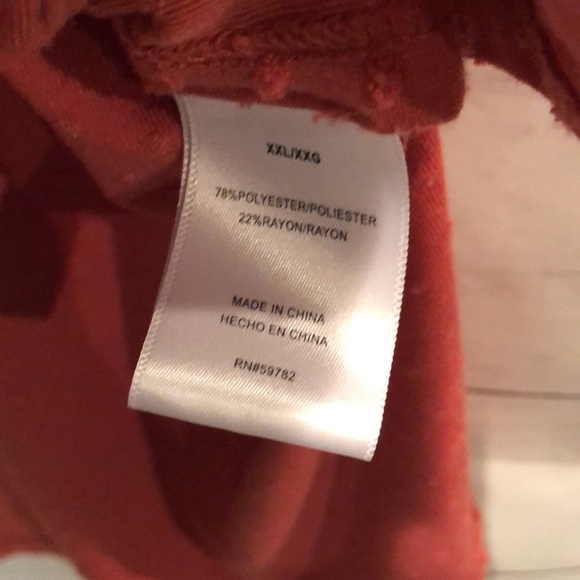 XXL/XXG
78%POLYESTER/POLIESTER
22%RAYON/RAYON
MADE IN CHINA
HECHO EN CHINA
RN#59782